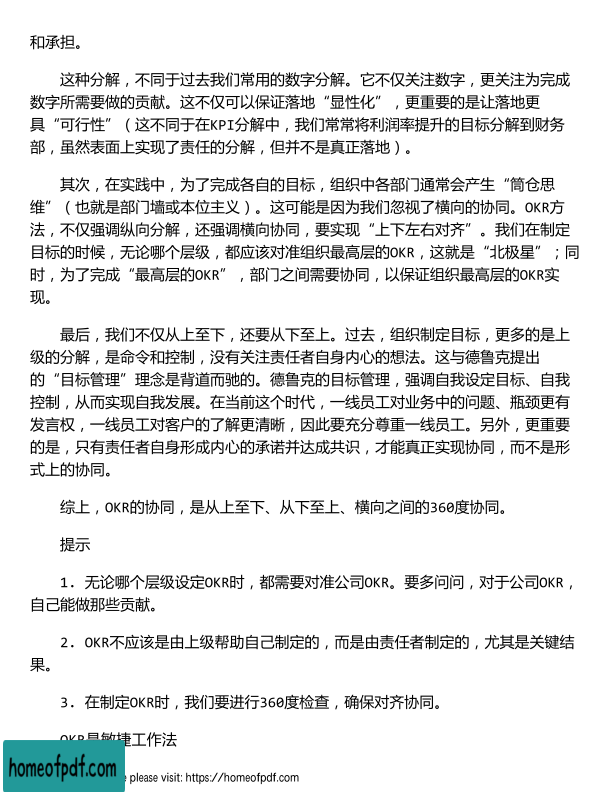 和承担。
这种分解，不同于过去我们常用的数字分解。它不仅关注数字，更关注为完成
数字所需要做的贡献。这不仅可以保证落地“显性化”，更重要的是让落地更
具“可行性”（这不同于在KPI分解中，我们常常将利润率提升的目标分解到财务
部，虽然表面上实现了责任的分解，但并不是真正落地）。
其次，在实践中，为了完成各自的目标，组织中各部门通常会产生“筒仓思
维”（也就是部门墙或本位主义）。这可能是因为我们忽视了横向的协同。OKR方
法，不仅强调纵向分解，还强调横向协同，要实现“上下左右对齐”。我们在制定
目标的时候，无论哪个层级，都应该对准组织最高层的OKR，这就是“北极星”；同
时，为了完成“最高层的OKR”，部门之间需要协同，以保证组织最高层的OKR实
现。
最后，我们不仅从上至下，还要从下至上。过去，组织制定目标，更多的是上
级的分解，是命令和控制，没有关注责任者自身内心的想法。这与德鲁克提出
的“目标管理”理念是背道而驰的。德鲁克的目标管理，强调自我设定目标、自我
控制，从而实现自我发展。在当前这个时代，一线员工对业务中的问题、瓶颈更有
发言权，一线员工对客户的了解更清晰，因此要充分尊重一线员工。另外，更重要
的是，只有责任者自身形成内心的承诺并达成共识，才能真正实现协同，而不是形
式上的协同。
综上，OKR的协同，是从上至下、从下至上、横向之间的360度协同。
提示
1. 无论哪个层级设定OKR时，都需要对准公司OKR。要多问问，对于公司OKR，
自己能做那些贡献。
2. OKR不应该是由上级帮助自己制定的，而是由责任者制定的，尤其是关键结
果。
3. 在制定OKR时，我们要进行360度检查，确保对齐协同。
OKR是敏捷工作法
homeofpdf.com
please visit: https://homeofpdf.com